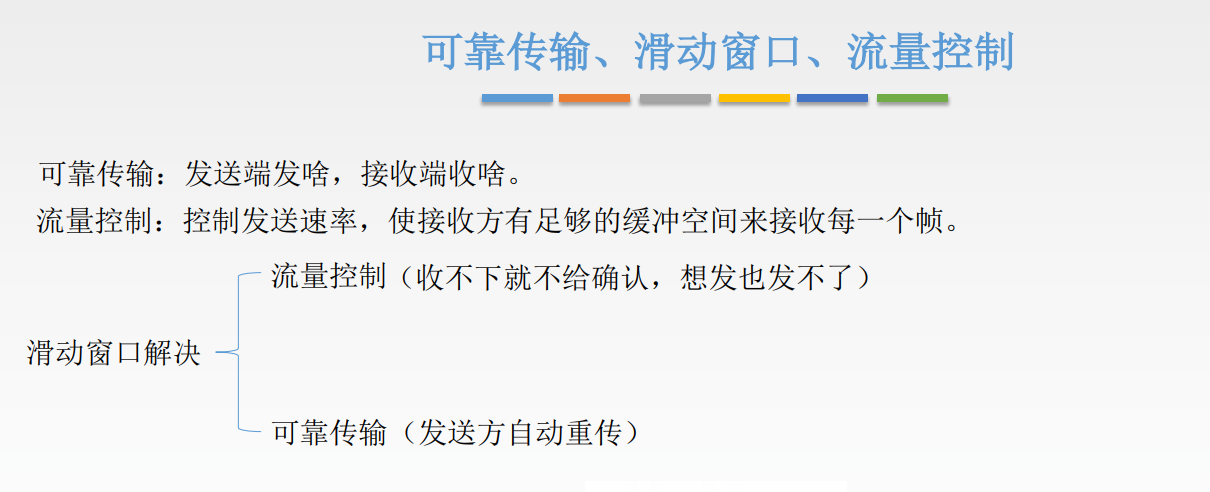 可靠传输、滑动窗口、流量控制
可靠传输：发送端发啥，接收端收啥。
流量控制：控制发送速率，使接收方有足够的缓冲空间来接收每一个帧。
流量控制（收不下就不给确认，想发也发不了）
滑动窗口解决
可靠传输（发送方自动重传）